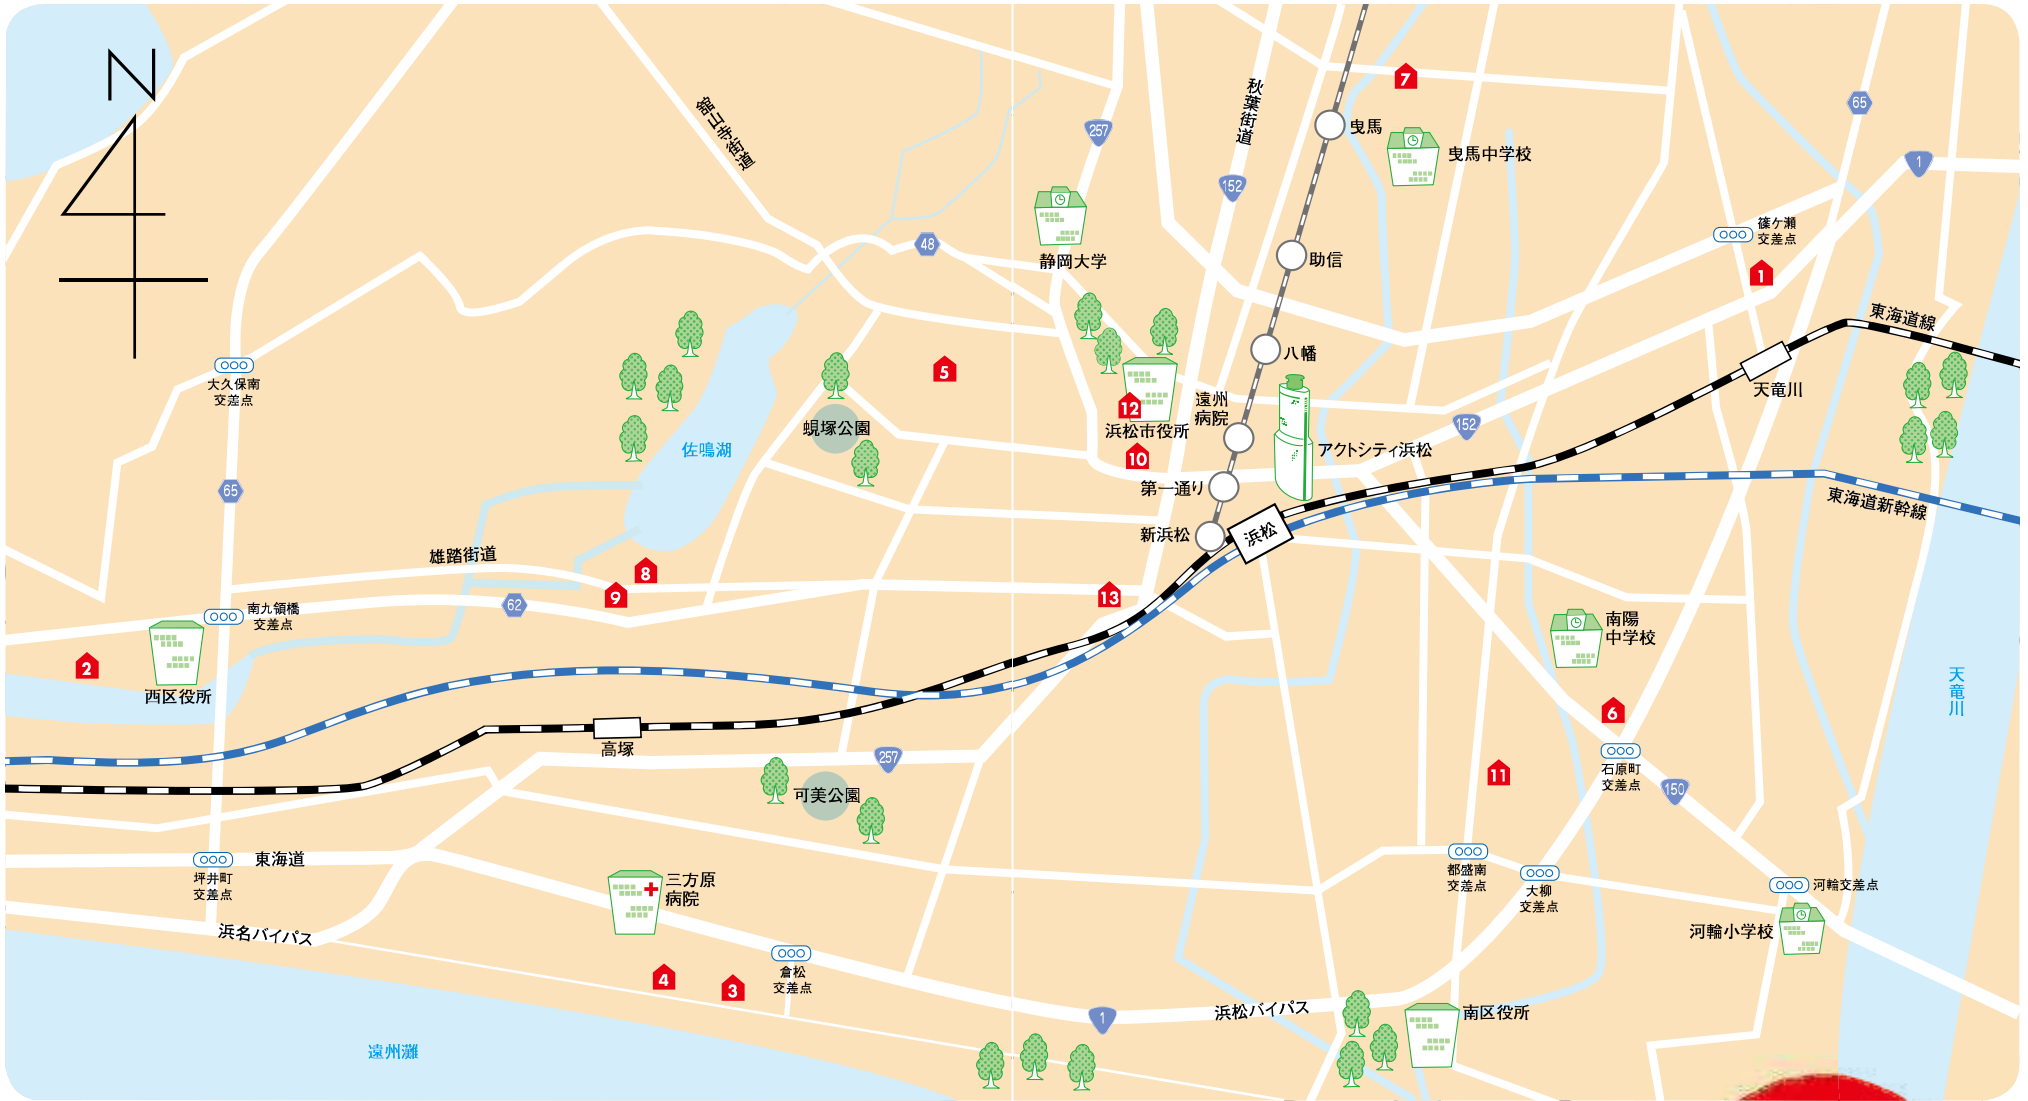 N
舘山寺街道
257
秋葉街道
152
7
曳馬
曳馬中学校
65
1
静岡大学
48
助信
篠ケ瀬
交差点
1
東海道線
八幡
天竜川
大久保南
交差点
5
蜆塚公園
佐鳴湖
12
浜松市役所
遠州
病院
10
アクトシティ浜松
152
第一通り
新浜松
浜松
東海道新幹線
65
雄踏街道
8
9
62
13
南九領橋
交差点
2
西区役所
南陽
中学校
天竜川
6
石原町
交差点
11
150
高塚
257
可美公園
坪井町
交差点
東海道
三方原
病院
都盛南
交差点
大柳
交差点
河輪交差点
河輪小学校
浜名バイパス
4
3
倉松
交差点
1
浜松バイパス
南区役所
遠州灘